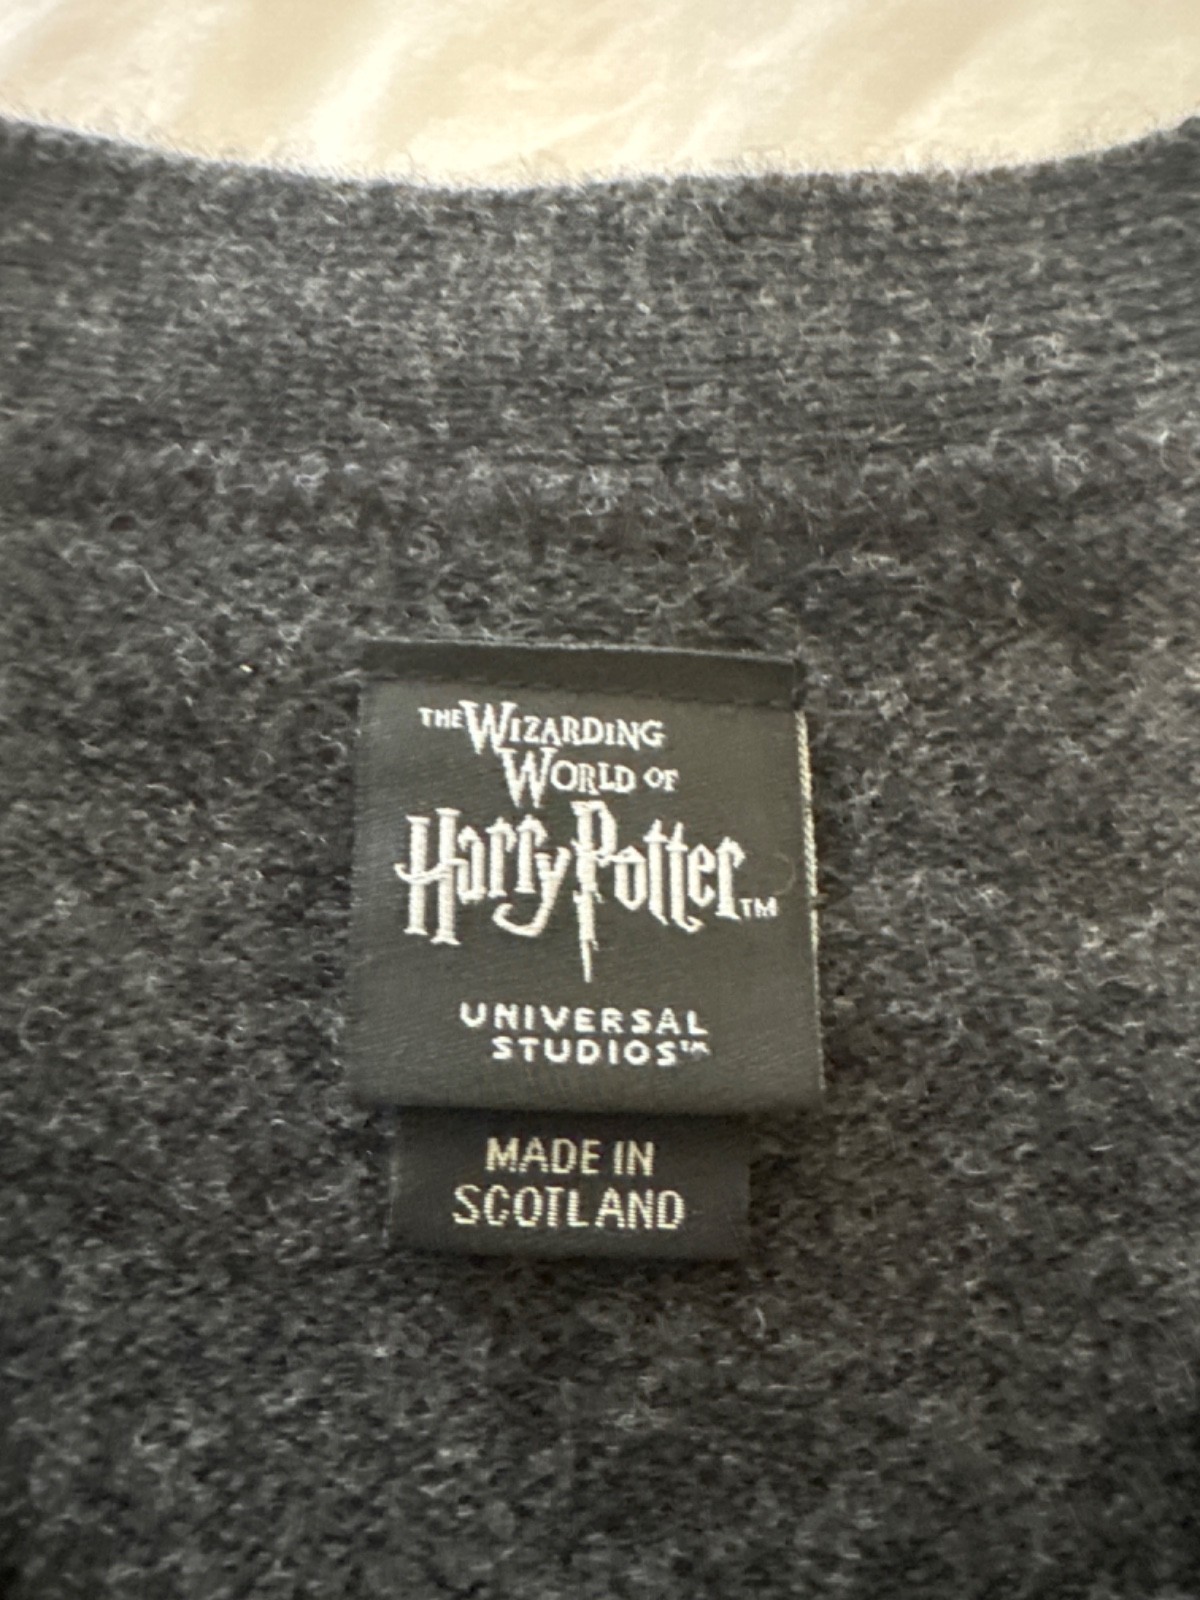 THE WIZARDING
WORLD OF
Harry Potter™
UNIVERSAL
STUDIOS™
MADE IN
SCOTLAND